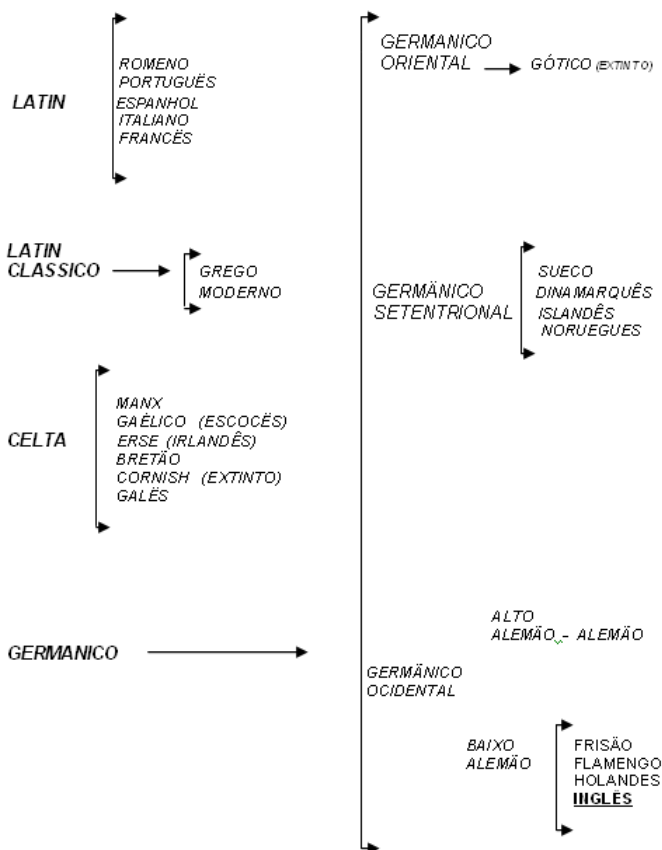 LATIN
ROMENO
PORTUGUËS
ESPANHOL
ITALIANO
FRANCËS
LATIN
CLASSICO
GREGO
MODERNO
CELTA
MANX
GAÉLICO (ESCOCËS)
ERSE (IRLANDÊS)
BRETÃO
CORNISH (EXTINTO)
GALËS
GERMANICO
GERMANICO
ORIENTAL
GÓTICO (EXTINTO)
GERMÄNICO
SETENTRIONAL
SUECO
DINAMARQUÊS
ISLANDÊS
NORUEGUES
GERMÄNICO
OCIDENTAL
ALTO
ALEMÃO - ALEMÃO
BAIXO
ALEMÃO
FRISÃO
FLAMENGO
HOLANDES
INGLËS